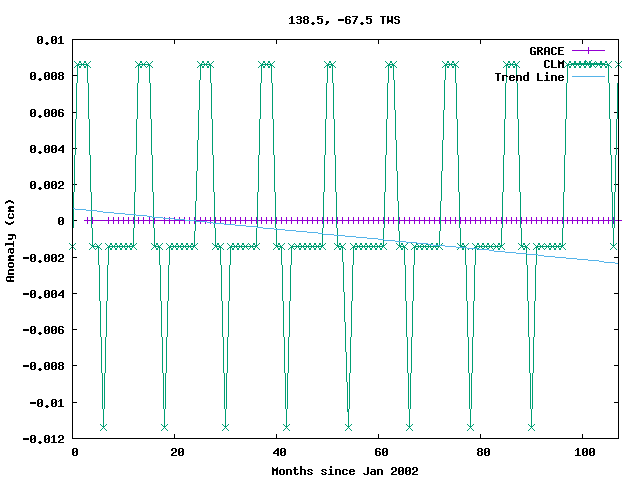 138.5, -67.5 TWS
0.01
0.008
0.006
0.004
0.002
0
-0.002
-0.004
-0.006
-0.008
-0.01
-0.012
Anomaly (cm)
GRACE
CLM
Trend Line
0 20 40 60 80 100
Months since Jan 2002